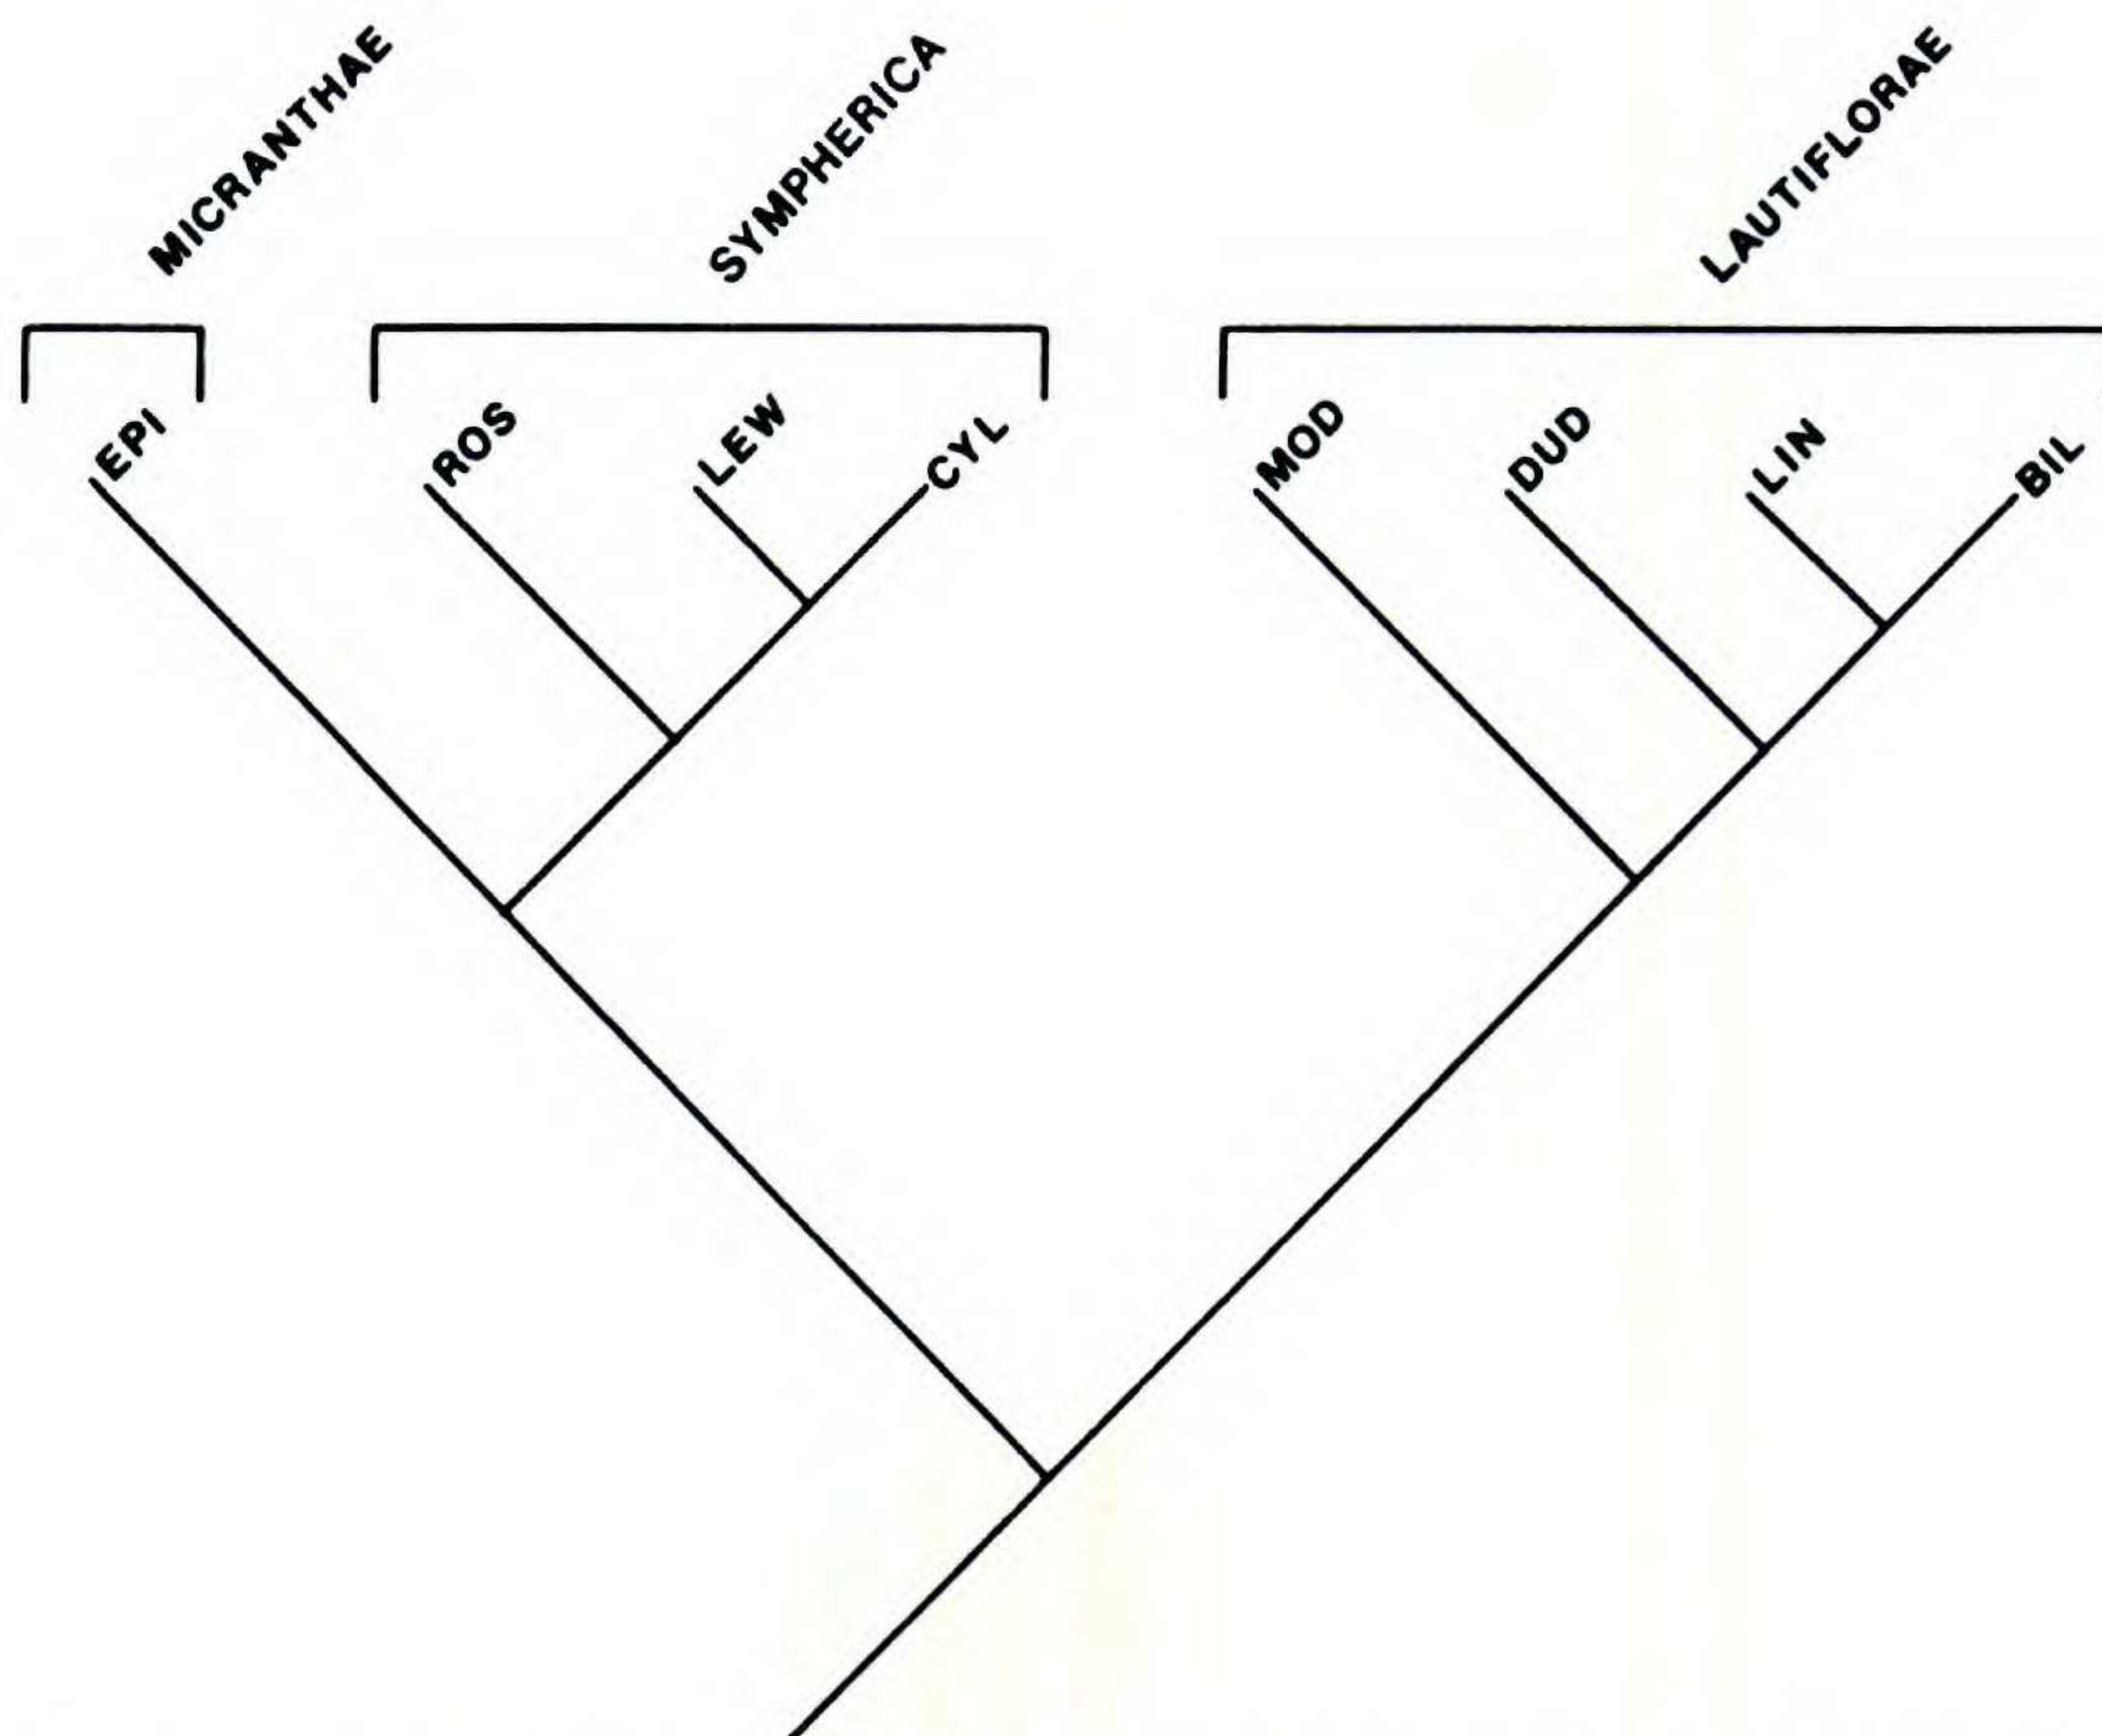 MICRANTHAE
SYMPHERICA
LAUTIFLORAE
EPI
ROS
LEW
CYL
MOD
DUD
LIN
BIL